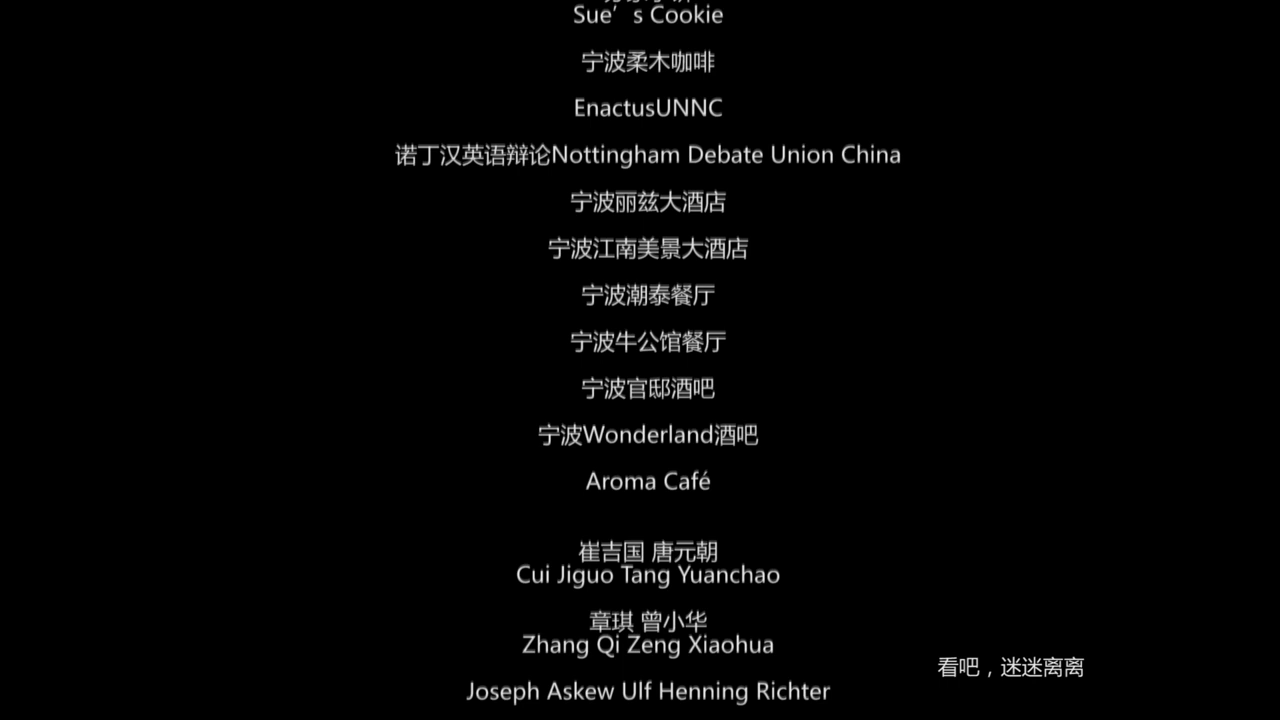 Sue’s Cookie
宁波柔木咖啡
EnactusUNNC
诺丁汉英语辩论Nottingham Debate Union China
宁波丽兹大酒店
宁波江南美景大酒店
宁波潮泰餐厅
宁波牛公馆餐厅
宁波官邸酒吧
宁波Wonderland酒吧
Aroma Café
崔吉国 唐元朝
Cui Jiguo Tang Yuanchao
章琪 曾小华
Zhang Qi Zeng Xiaohua
Joseph Askew Ulf Henning Richter
看吧，迷迷离离